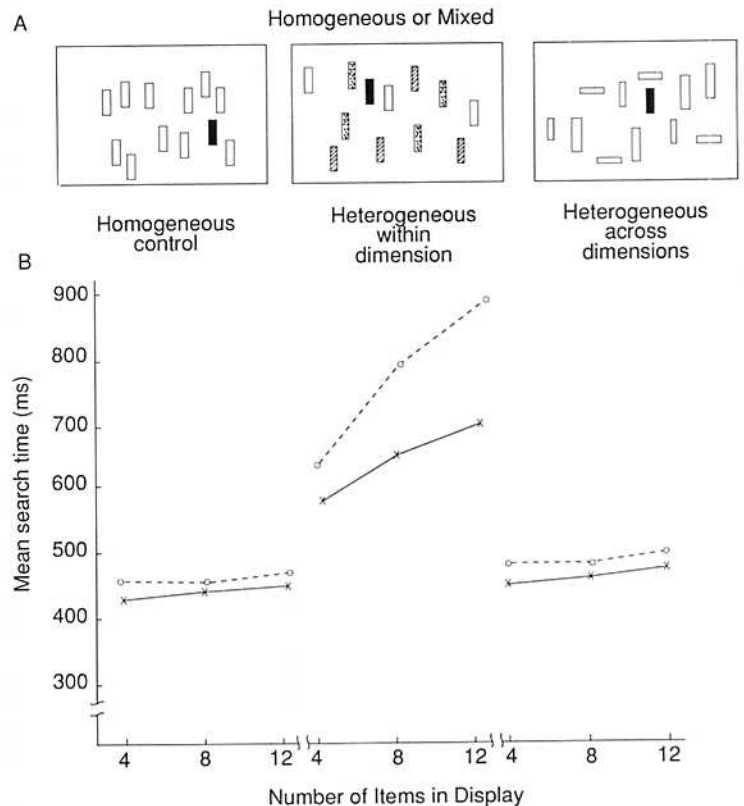 A
Homogeneous or Mixed
Homogeneous
control
Heterogeneous
within
dimension
Heterogeneous
across
dimensions
B
900
800
700
600
500
400
300
Mean search time (ms)
4 8 12 4 8 12 4 8 12
Number of Items in Display